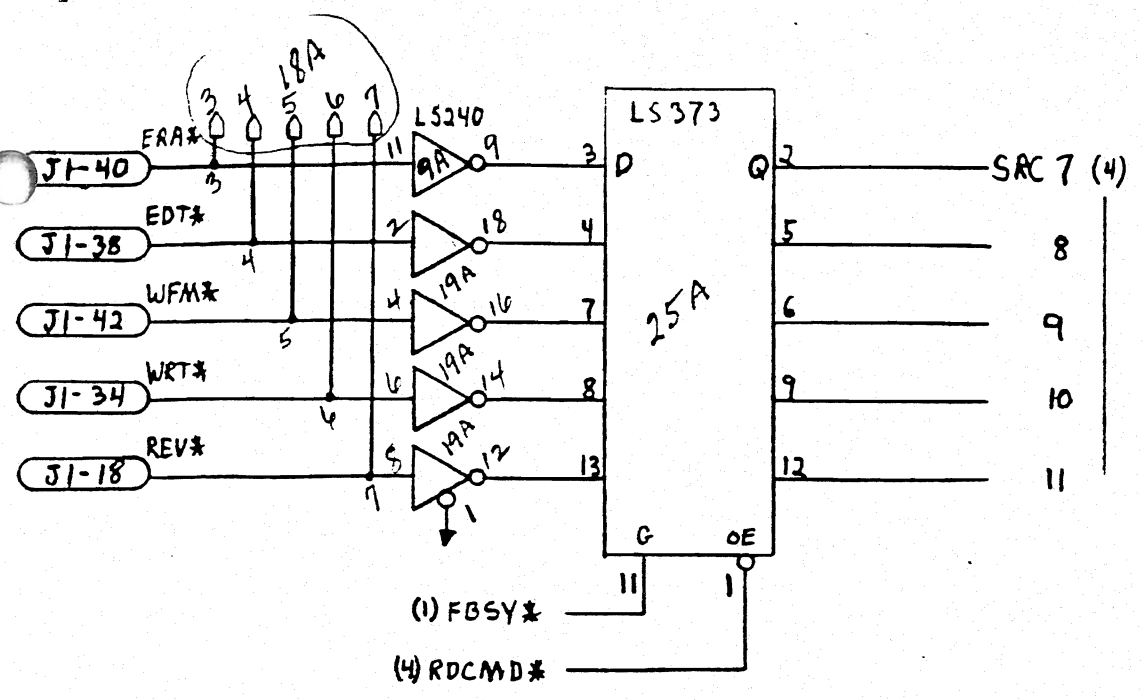 18A
3 4 5 6 7
LS240 LS373
ERA*
J1-40 3 11 9A 9 3 D Q 2 SRC 7 (4)
EDT*
J1-38 4 2 18 4 5 8
19A
WFM*
J1-42 5 4 16 7 25A 6 9
19A
WRT*
J1-34 6 6 14 8 9 10
19A
REV*
J1-18 7 8 12 13 12 11
1
G OE
11 1
(1) FBSY*
(4) RDCMD*